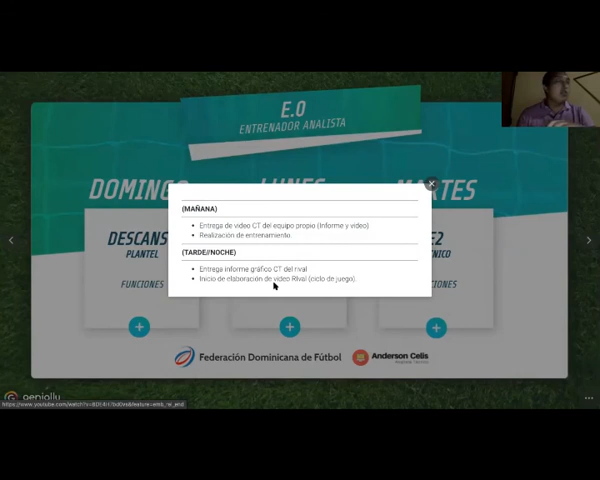 E.O
ENTRENADOR ANALISTA
DOMINGO
MARTES
(MAÑANA)
Entrega de video CT del equipo propio (Informe y video)
Realización de entrenamiento.
(TARDE//NOCHE)
Entrega informe gráfico CT del rival
Inicio de elaboración de video Rival (ciclo de juego).
DESCANS
PLANTEL
FUNCIONES
E2
NICO
CIONES
Federación Dominicana de Fútbol
Anderson Celis
genially